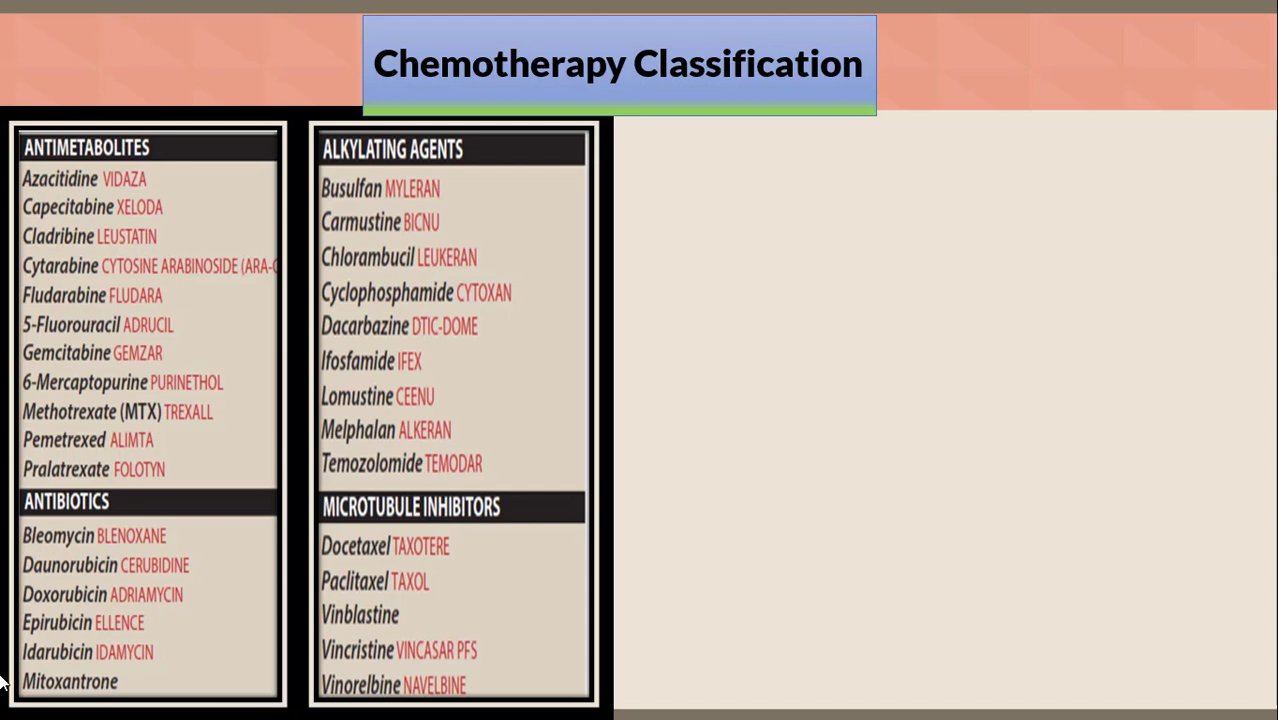 Chemotherapy Classification
ANTIMETABOLITES
Azacitidine VIDAZA
Capecitabine XELODA
Cladribine LEUSTATIN
Cytarabine CYTOSINE ARABINOSIDE (ARA-C
Fludarabine FLUDARA
5-Fluorouracil ADRUCIL
Gemcitabine GEMZAR
6-Mercaptopurine PURINETHOL
Methotrexate (MTX) TREXALL
Pemetrexed ALIMTA
Pralatrexate FOLOTYN
ANTIBIOTICS
Bleomycin BLENOXANE
Daunorubicin CERUBIDINE
Doxorubicin ADRIAMYCIN
Epirubicin ELLENCE
Idarubicin IDAMYCIN
Mitoxantrone
ALKYLATING AGENTS
Busulfan MYLERAN
Carmustine BICNU
Chlorambucil LEUKERAN
Cyclophosphamide CYTOXAN
Dacarbazine DTIC-DOME
Ifosfamide IFEX
Lomustine CEENU
Melphalan ALKERAN
Temozolomide TEMODAR
MICROTUBULE INHIBITORS
Docetaxel TAXOTERE
Paclitaxel TAXOL
Vinblastine
Vincristine VINCASAR PFS
Vinorelbine NAVELBINE